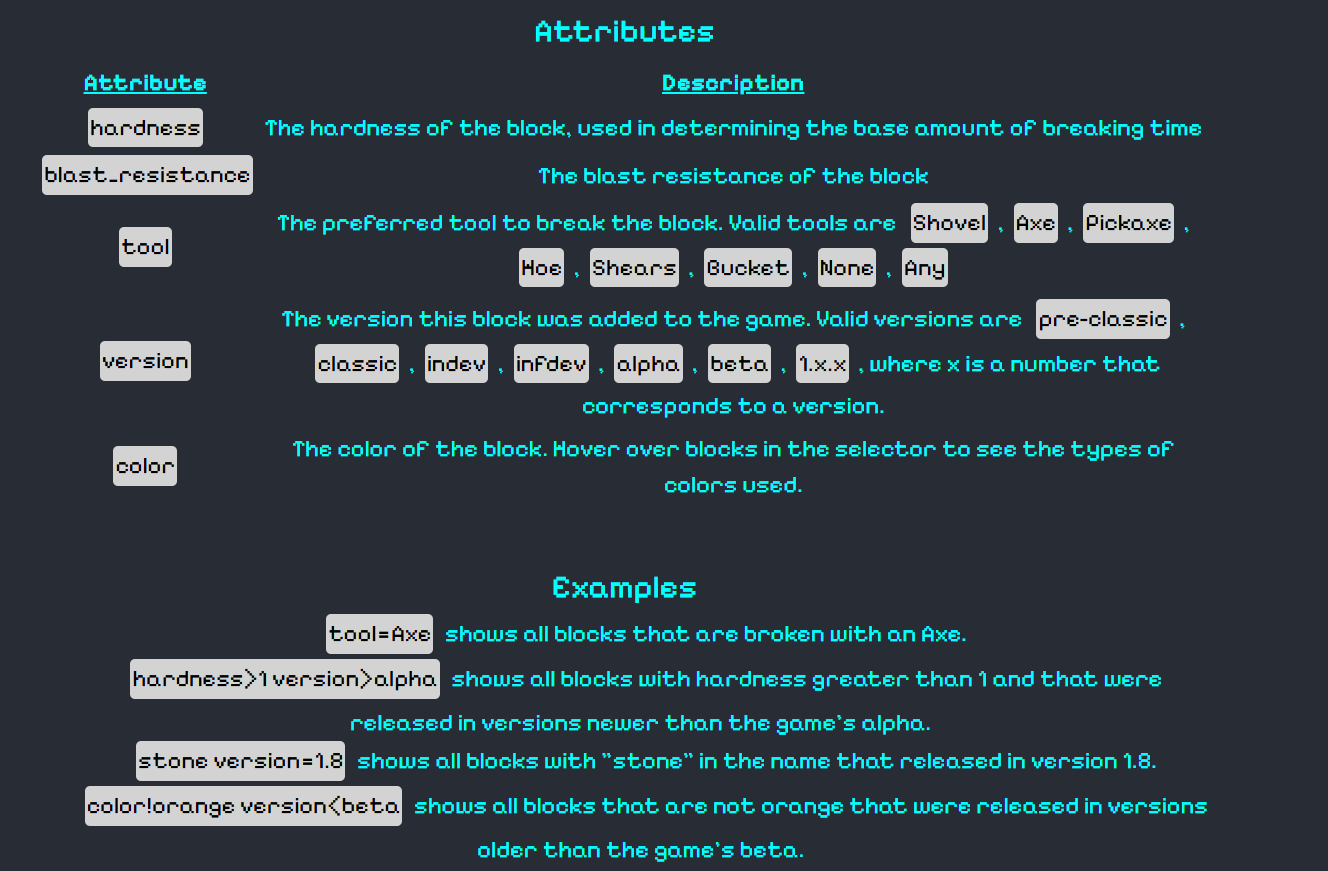 Attributes
Attribute Description
hardness The hardness of the block, used in determining the base amount of breaking time
blast_resistance The blast resistance of the block
tool The preferred tool to break the block. Valid tools are Shovel , Axe , Pickaxe ,
Hoe , Shears , Bucket , None , Any
version The version this block was added to the game. Valid versions are pre-classic ,
classic , indev , infdev , alpha , beta , 1.x.x , where x is a number that
corresponds to a version.
color The color of the block. Hover over blocks in the selector to see the types of
colors used.
Examples
tool=Axe shows all blocks that are broken with an Axe.
hardness>1 version>alpha shows all blocks with hardness greater than 1 and that were
released in versions newer than the game's alpha.
stone version=1.8 shows all blocks with "stone" in the name that released in version 1.8.
color!orange version<beta shows all blocks that are not orange that were released in versions
older than the game's beta.